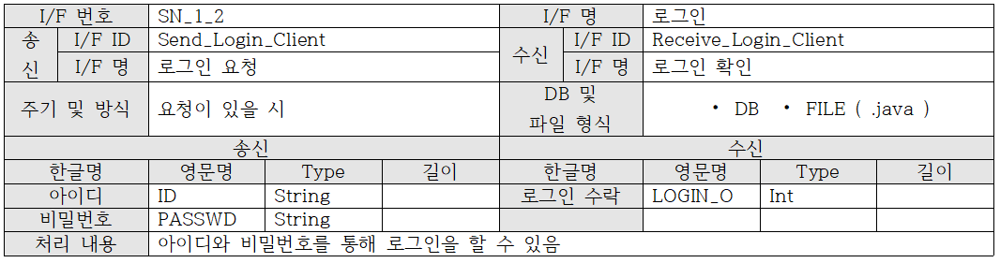 I/F 번호 SN_1_2 I/F 명 로그인
송신 I/F ID Send_Login_Client 수신 I/F ID Receive_Login_Client
I/F 명 로그인 요청 I/F 명 로그인 확인
주기 및 방식 요청이 있을 시 DB 및 파일 형식 • DB • FILE ( .java )
송신 수신
한글명 영문명 Type 길이 한글명 영문명 Type 길이
아이디 ID String 로그인 수락 LOGIN_O Int
비밀번호 PASSWD String
처리 내용 아이디와 비밀번호를 통해 로그인을 할 수 있음